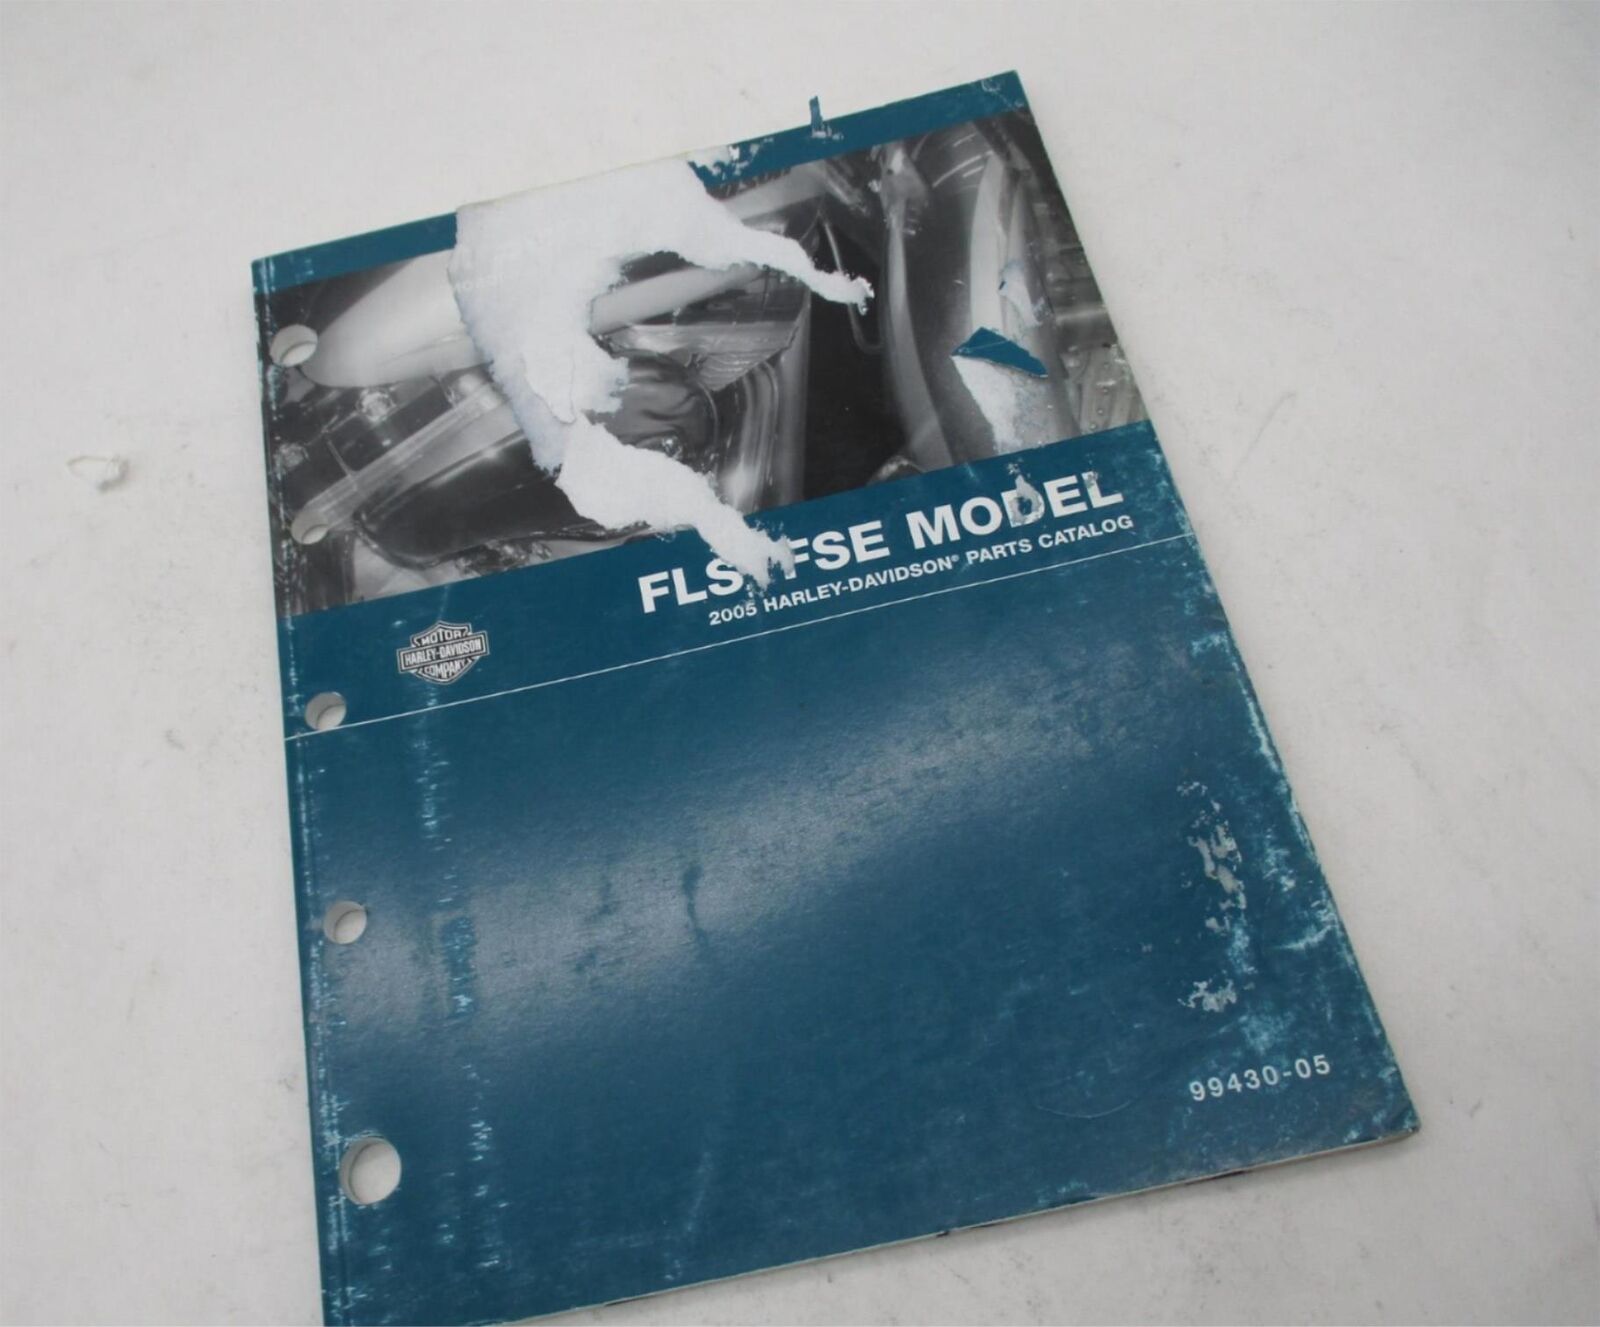 FSE MODEL
2005 HARLEY-DAVIDSON® PARTS CATALOG
MOTOR
HARLEY-DAVIDSON
COMPANY
99430-05